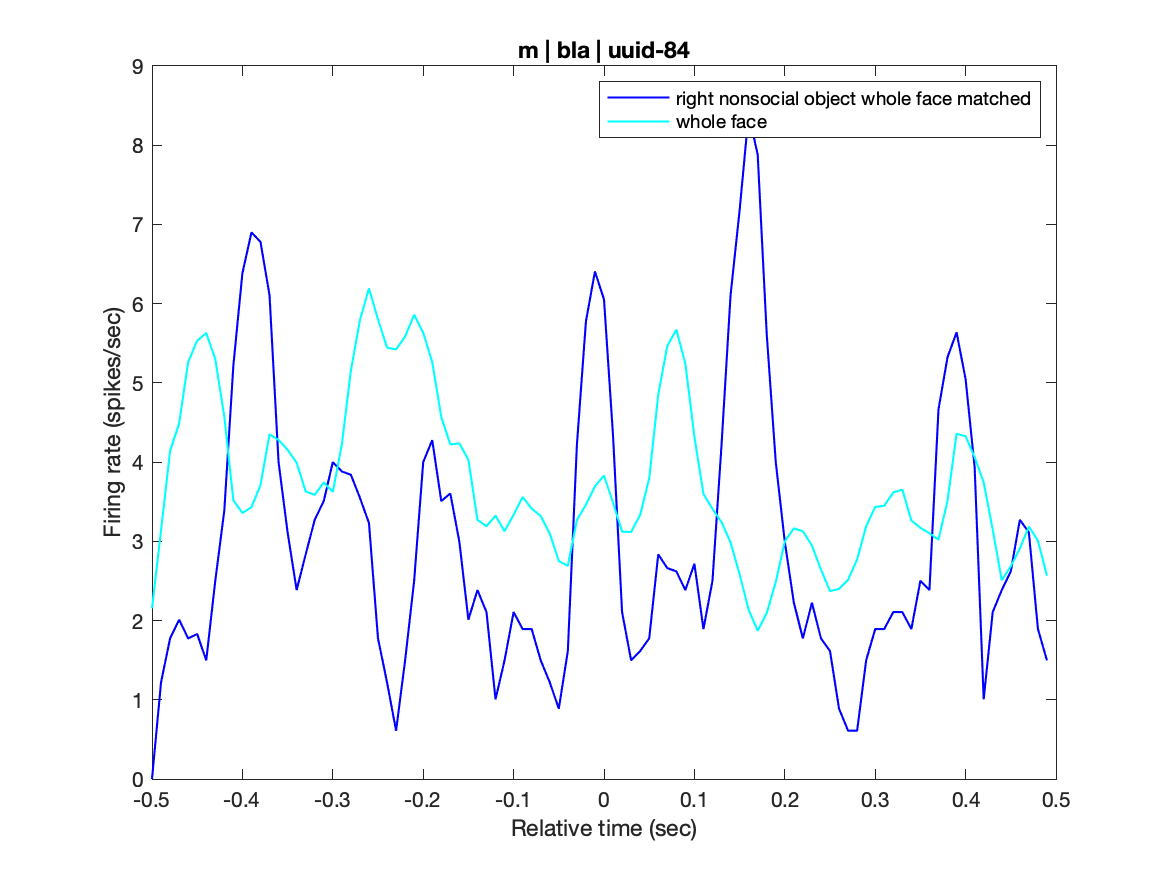 m | bla | uuid-84
right nonsocial object whole face matched
whole face
Firing rate (spikes/sec)
9
8
7
6
5
4
3
2
1
0
-0.5 -0.4 -0.3 -0.2 -0.1 0 0.1 0.2 0.3 0.4 0.5
Relative time (sec)